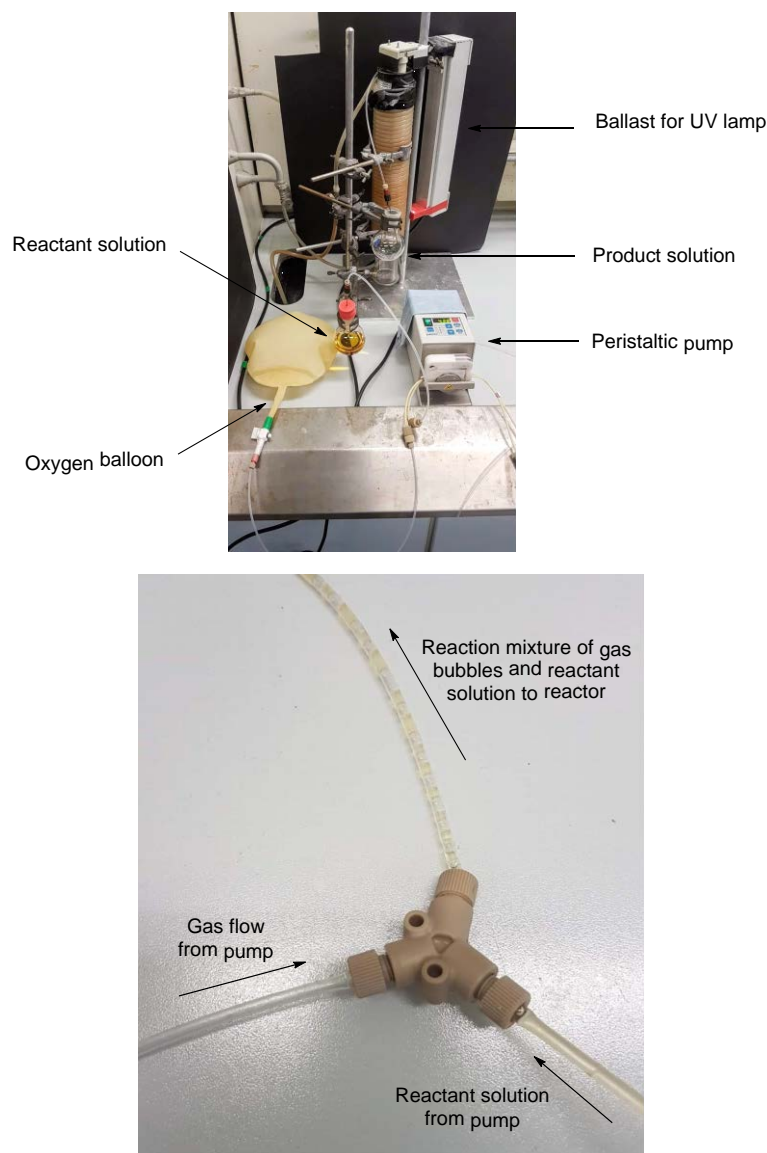 Ballast for UV lamp
Reactant solution
Product solution
Peristaltic pump
Oxygen balloon
Reaction mixture of gas
bubbles and reactant
solution to reactor
Gas flow
from pump
Reactant solution
from pump